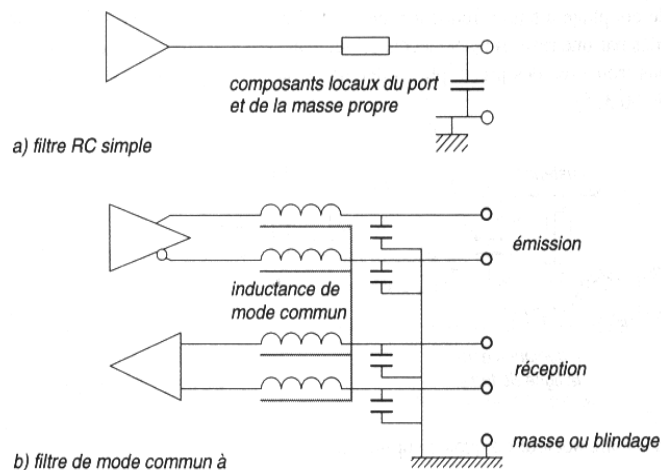 composants locaux du port
et de la masse propre
a) filtre RC simple
émission
inductance de
mode commun
réception
masse ou blindage
b) filtre de mode commun à